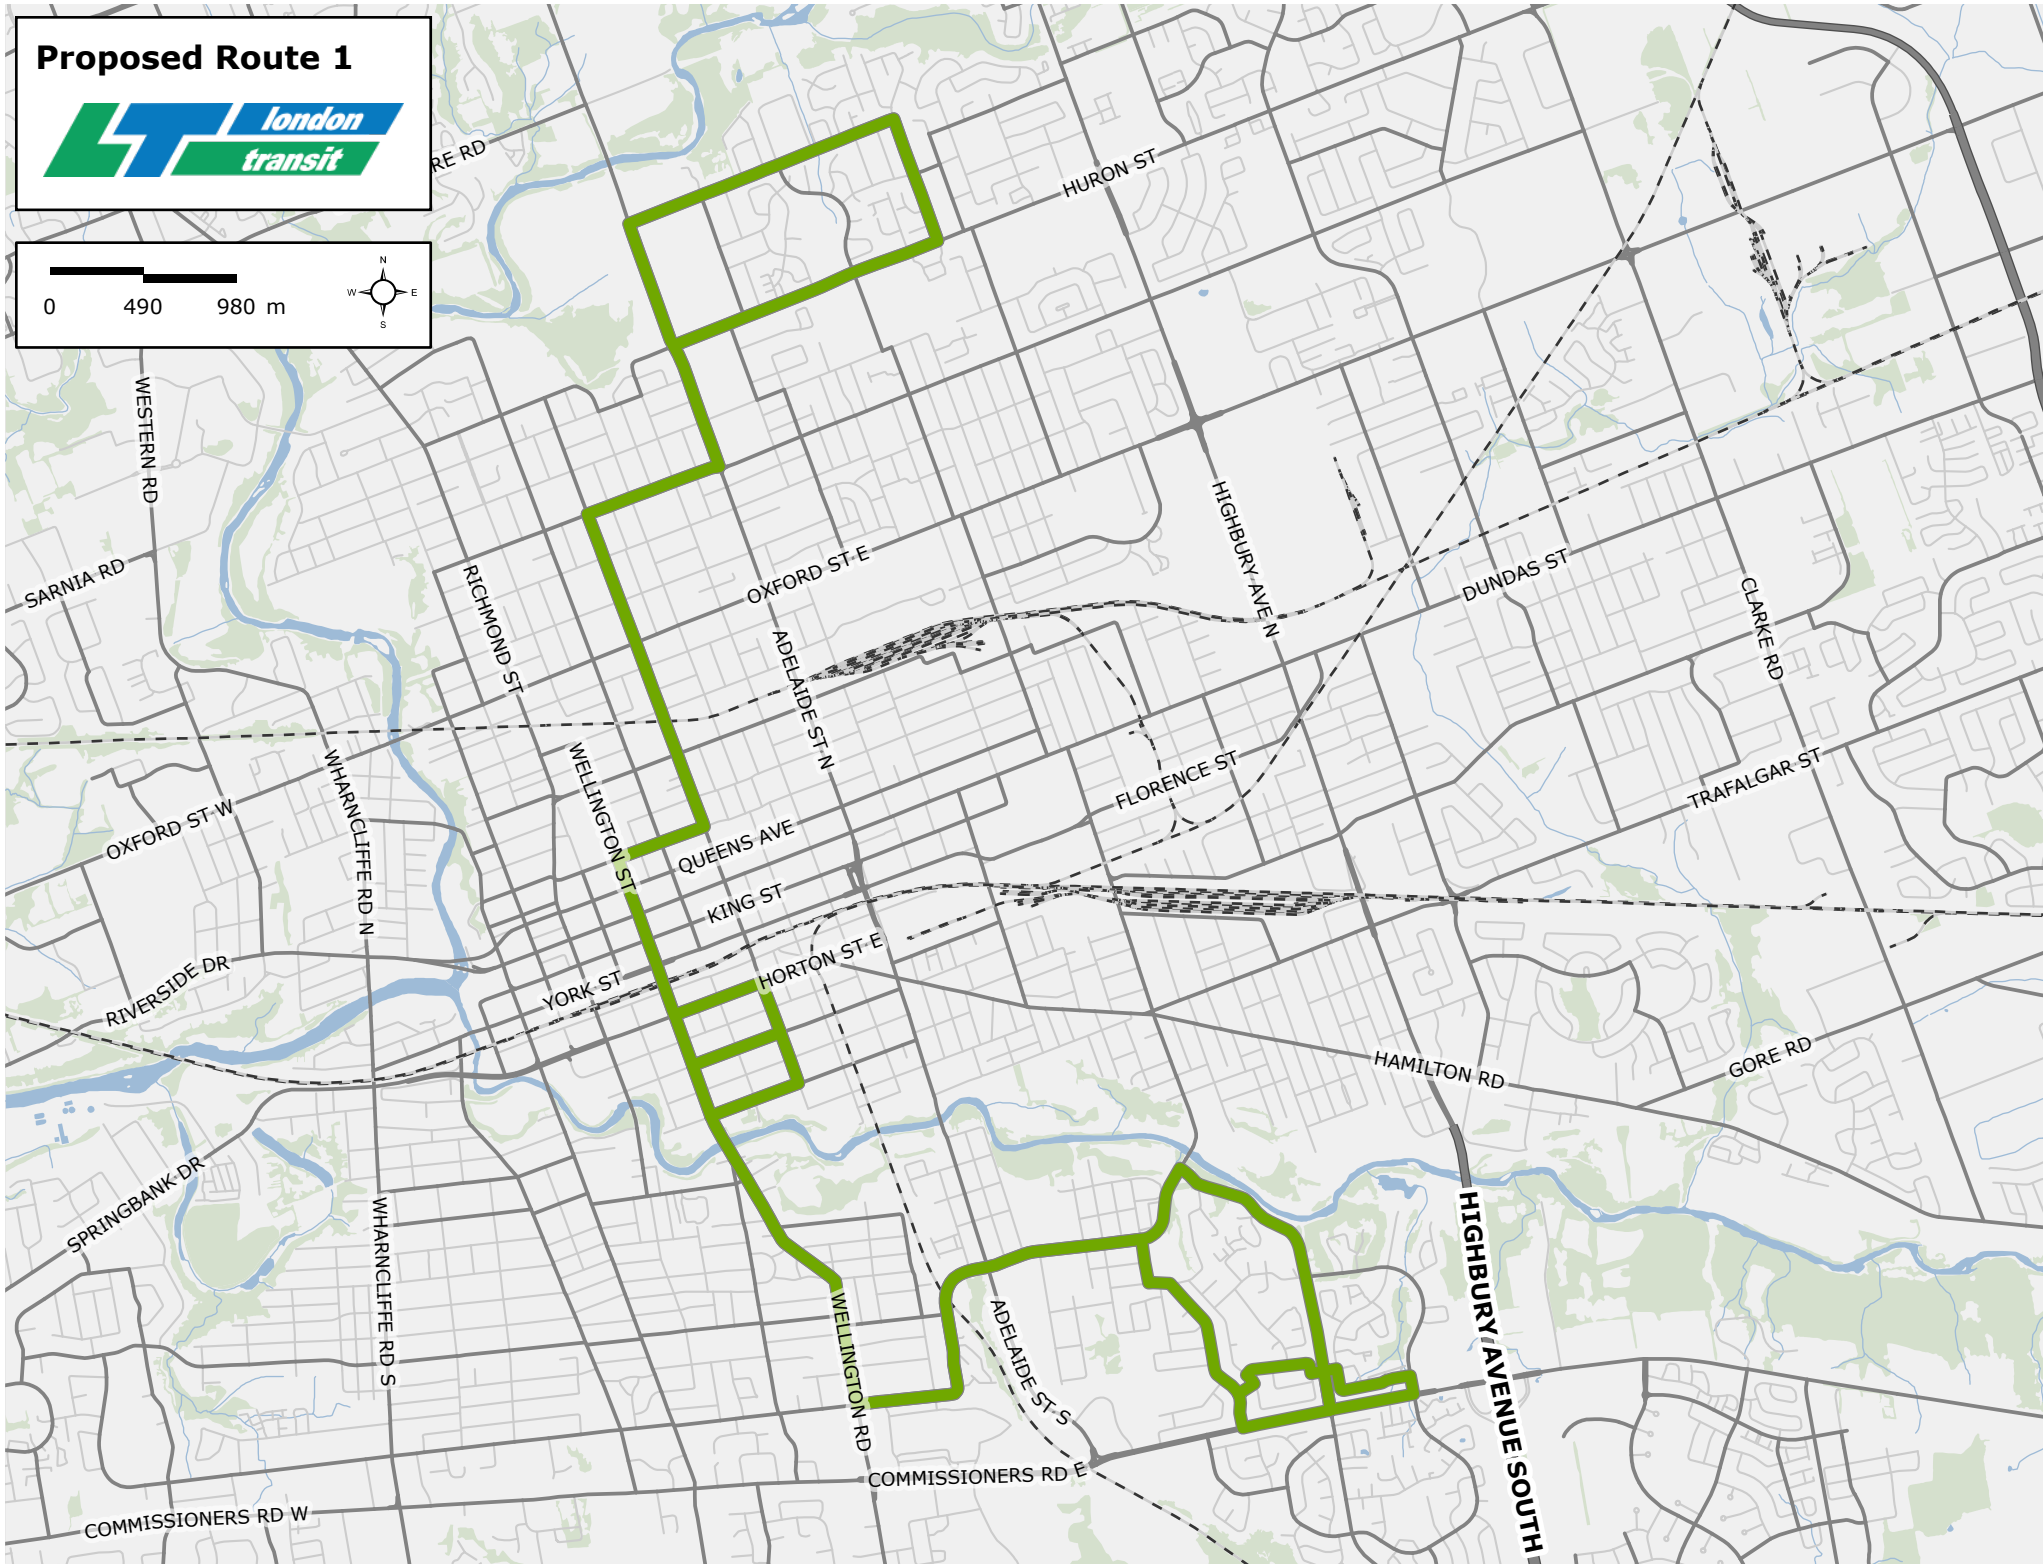 Proposed Route 1
london
transit
RE RD
0 490 980 m
N
W E
S
HURON ST
WESTERN RD
SARNIA RD
RICHMOND ST
OXFORD ST E
HIGHBURY AVE N
DUNDAS ST
CLARKE RD
ADELAIDE ST N
WELLINGTON ST
WHARNCLIFFE RD N
OXFORD ST W
QUEENS AVE
FLORENCE ST
TRAFALGAR ST
KING ST
HORTON ST E
YORK ST
RIVERSIDE DR
HAMILTON RD
GORE RD
SPRINGBANK DR
WHARNCLIFFE RD S
WELLINGTON RD
ADELAIDE ST S
HIGHBURY AVENUE SOUTH
COMMISSIONERS RD E
COMMISSIONERS RD W